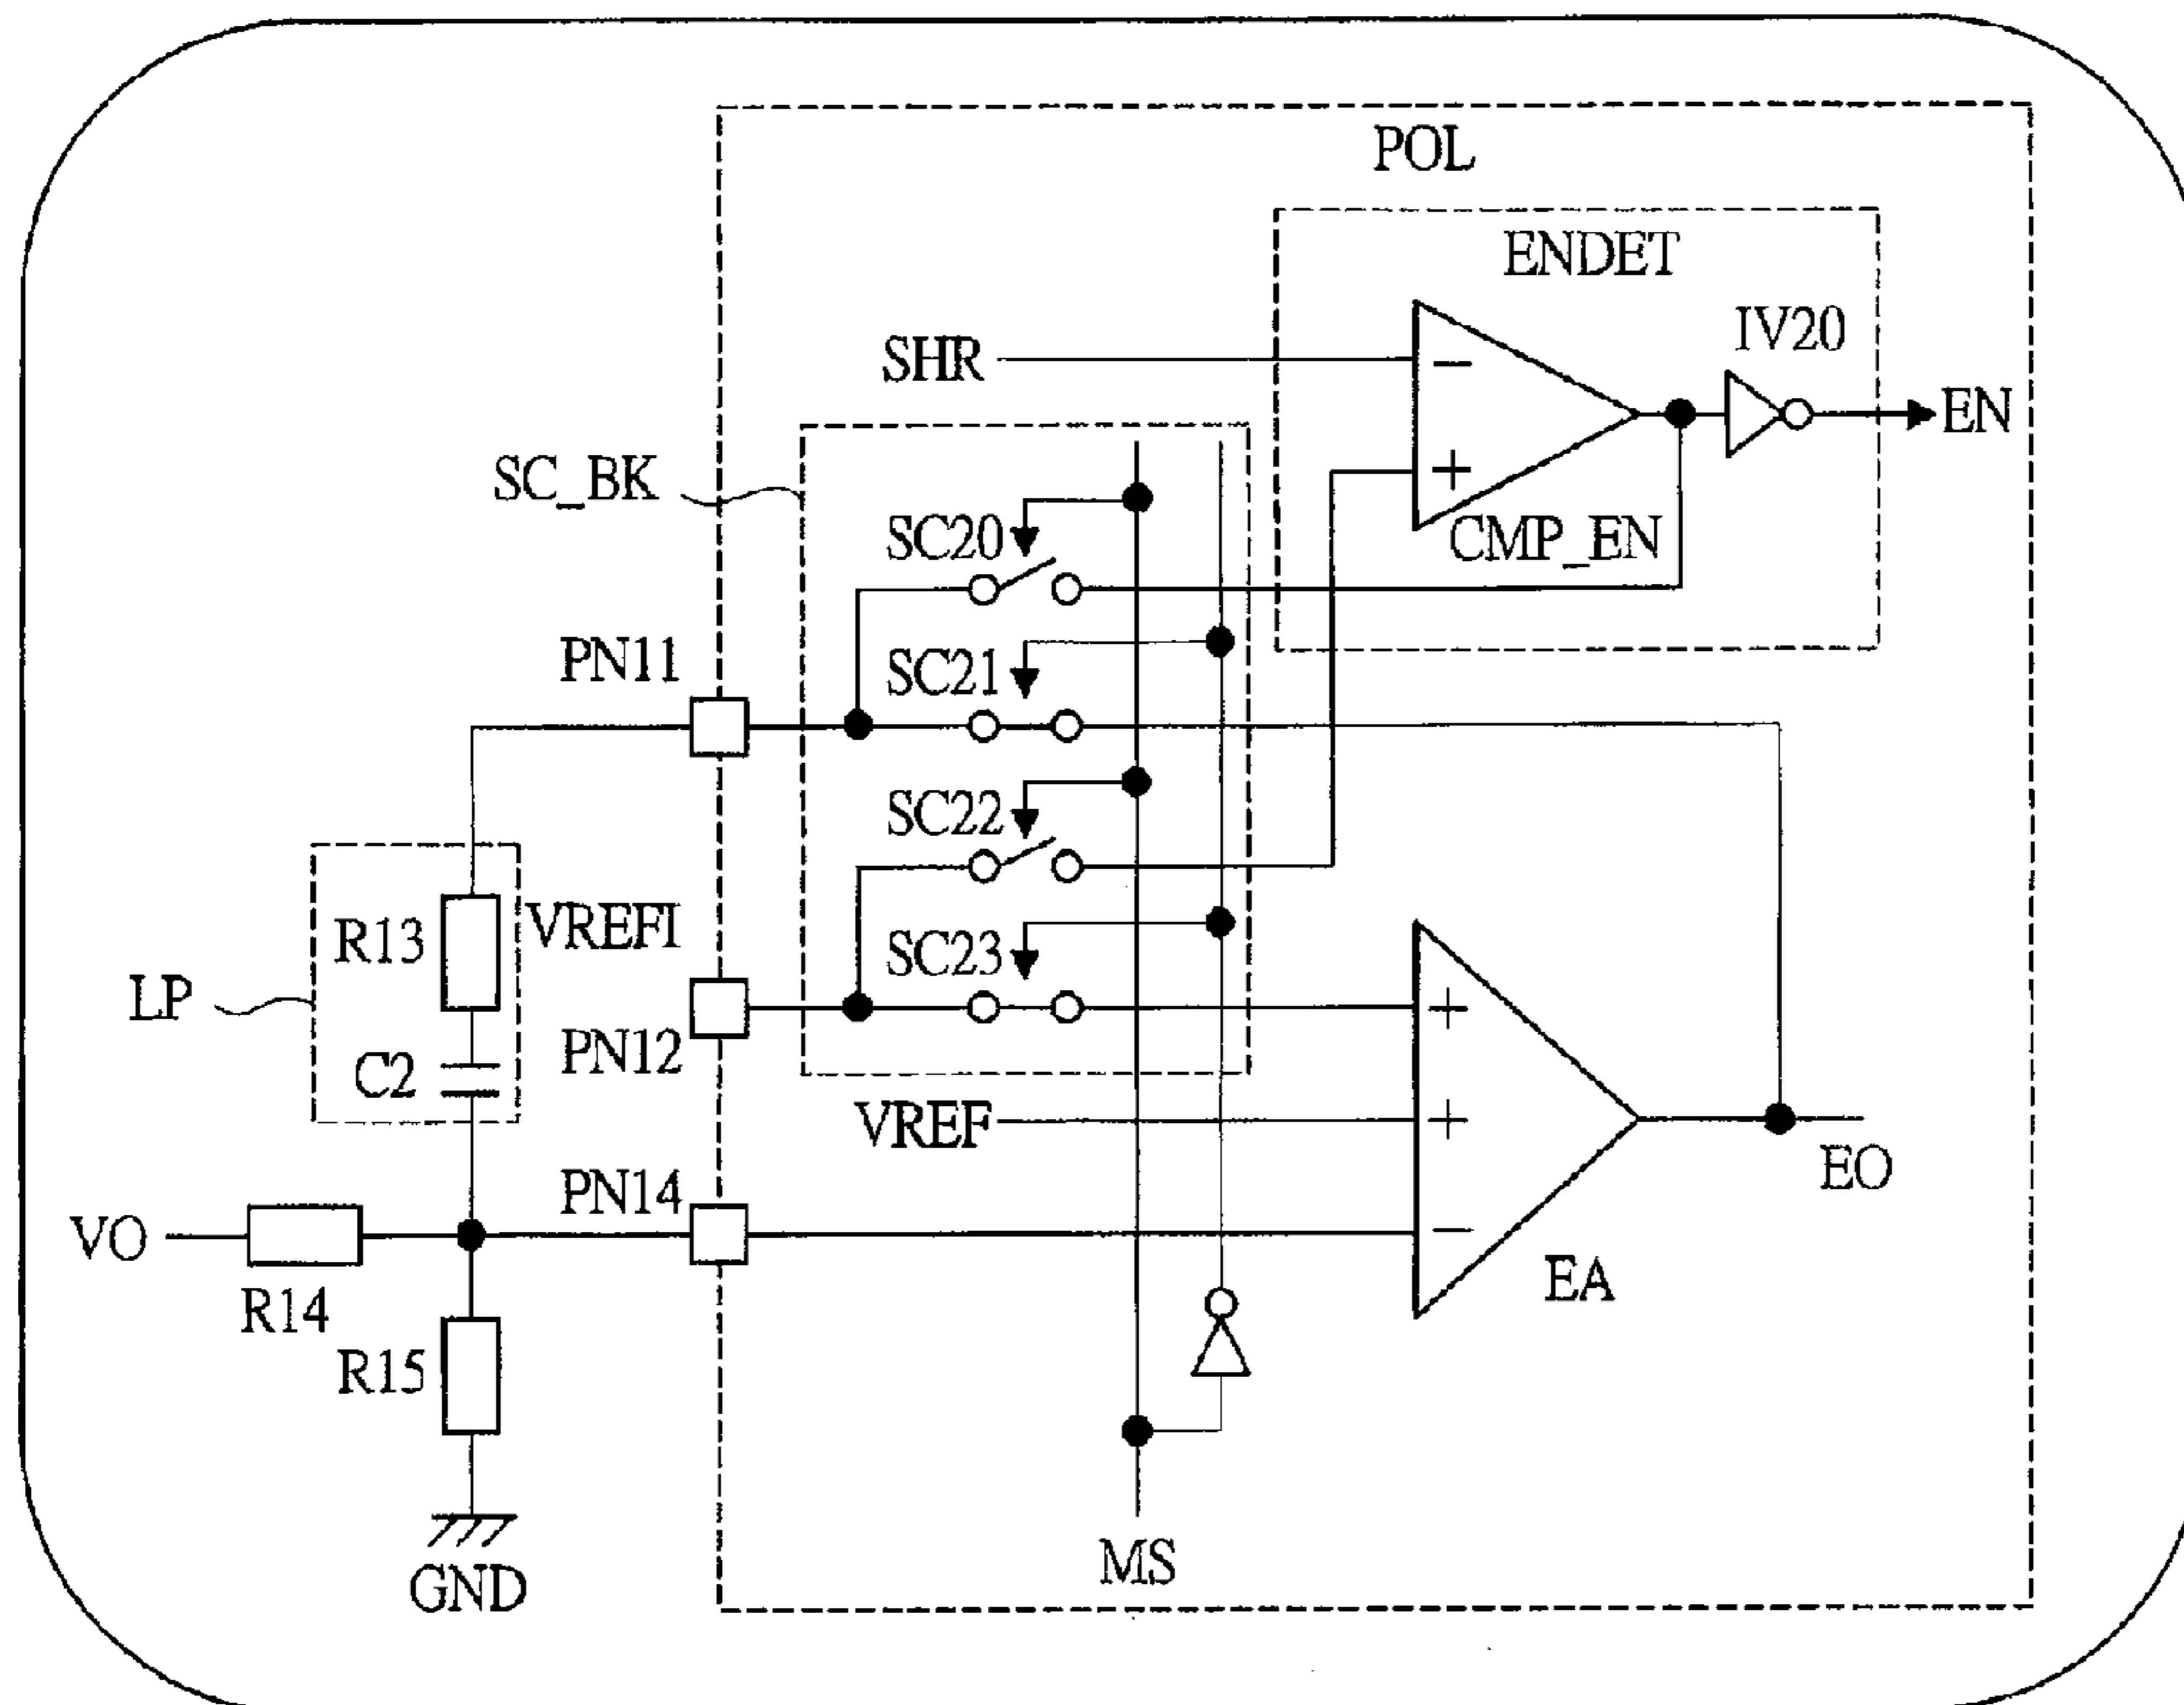 POL
ENDET
IV20
SHR
−
EN
SC_BK
+
SC20
CMP_EN
PN11
SC21
SC22
R13
VREFI
SC23
LP
+
C2
PN12
VREF
+
PN14
EO
VO
−
R14
EA
R15
MS
GND